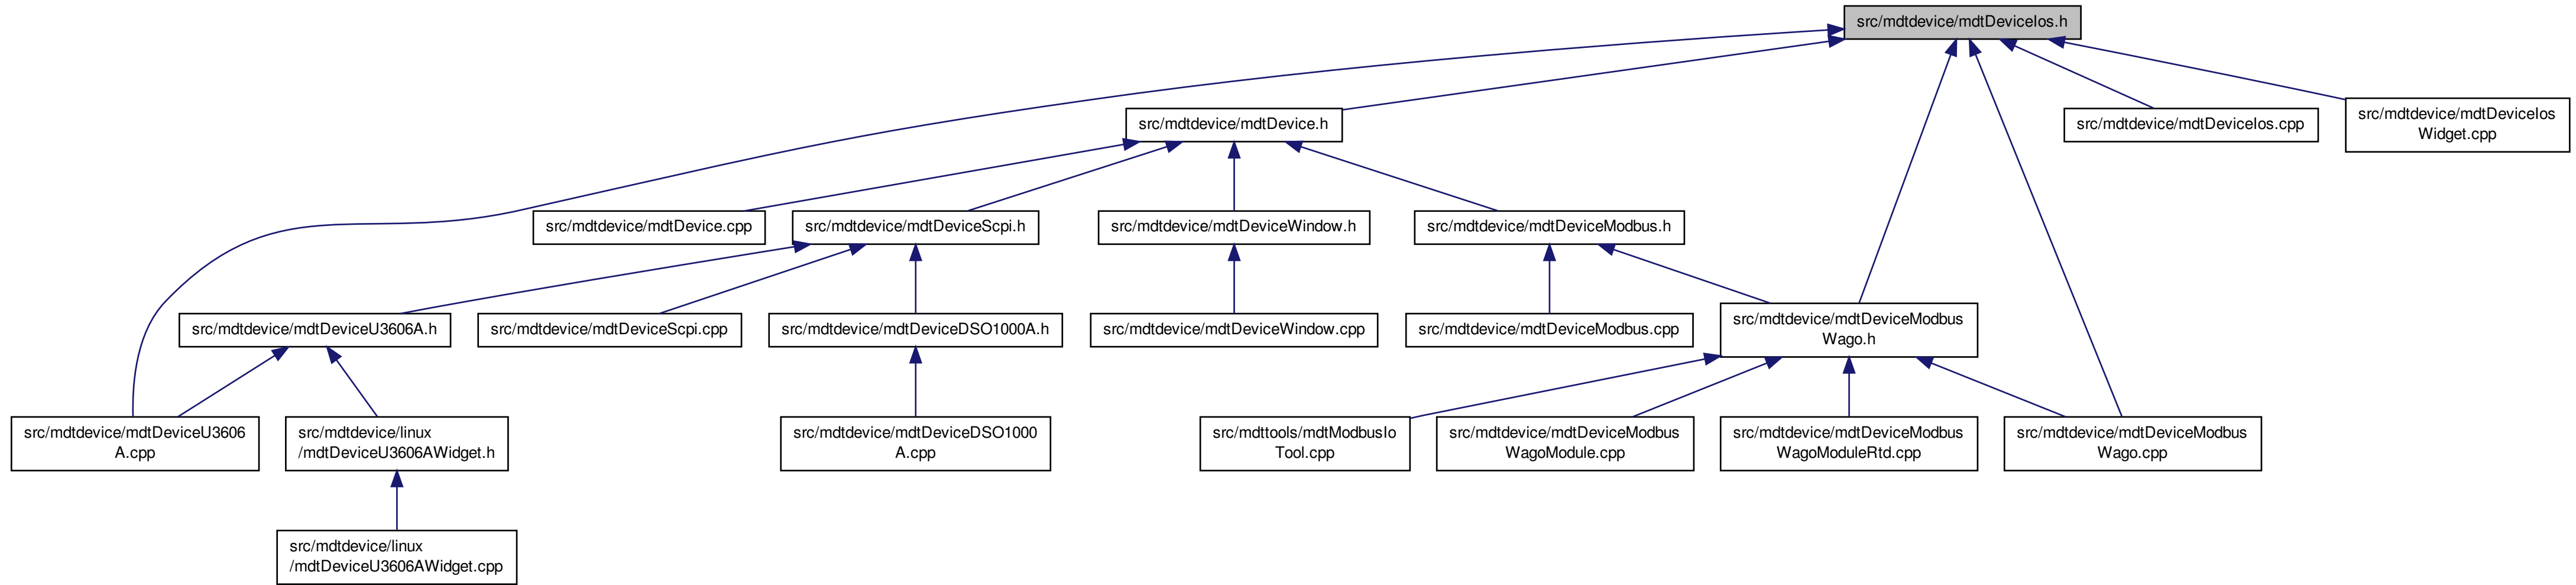 src/mdtdevice/mdtDeviceIos.h
src/mdtdevice/mdtDevice.h
src/mdtdevice/mdtDeviceIos.cpp
src/mdtdevice/mdtDeviceIos
Widget.cpp
src/mdtdevice/mdtDevice.cpp
src/mdtdevice/mdtDeviceScpi.h
src/mdtdevice/mdtDeviceWindow.h
src/mdtdevice/mdtDeviceModbus.h
src/mdtdevice/mdtDeviceU3606A.h
src/mdtdevice/mdtDeviceScpi.cpp
src/mdtdevice/mdtDeviceDSO1000A.h
src/mdtdevice/mdtDeviceWindow.cpp
src/mdtdevice/mdtDeviceModbus.cpp
src/mdtdevice/mdtDeviceModbus
Wago.h
src/mdtdevice/mdtDeviceU3606
A.cpp
src/mdtdevice/linux
/mdtDeviceU3606AWidget.h
src/mdtdevice/mdtDeviceDSO1000
A.cpp
src/mdttools/mdtModbusIo
Tool.cpp
src/mdtdevice/mdtDeviceModbus
WagoModule.cpp
src/mdtdevice/mdtDeviceModbus
WagoModuleRtd.cpp
src/mdtdevice/mdtDeviceModbus
Wago.cpp
src/mdtdevice/linux
/mdtDeviceU3606AWidget.cpp